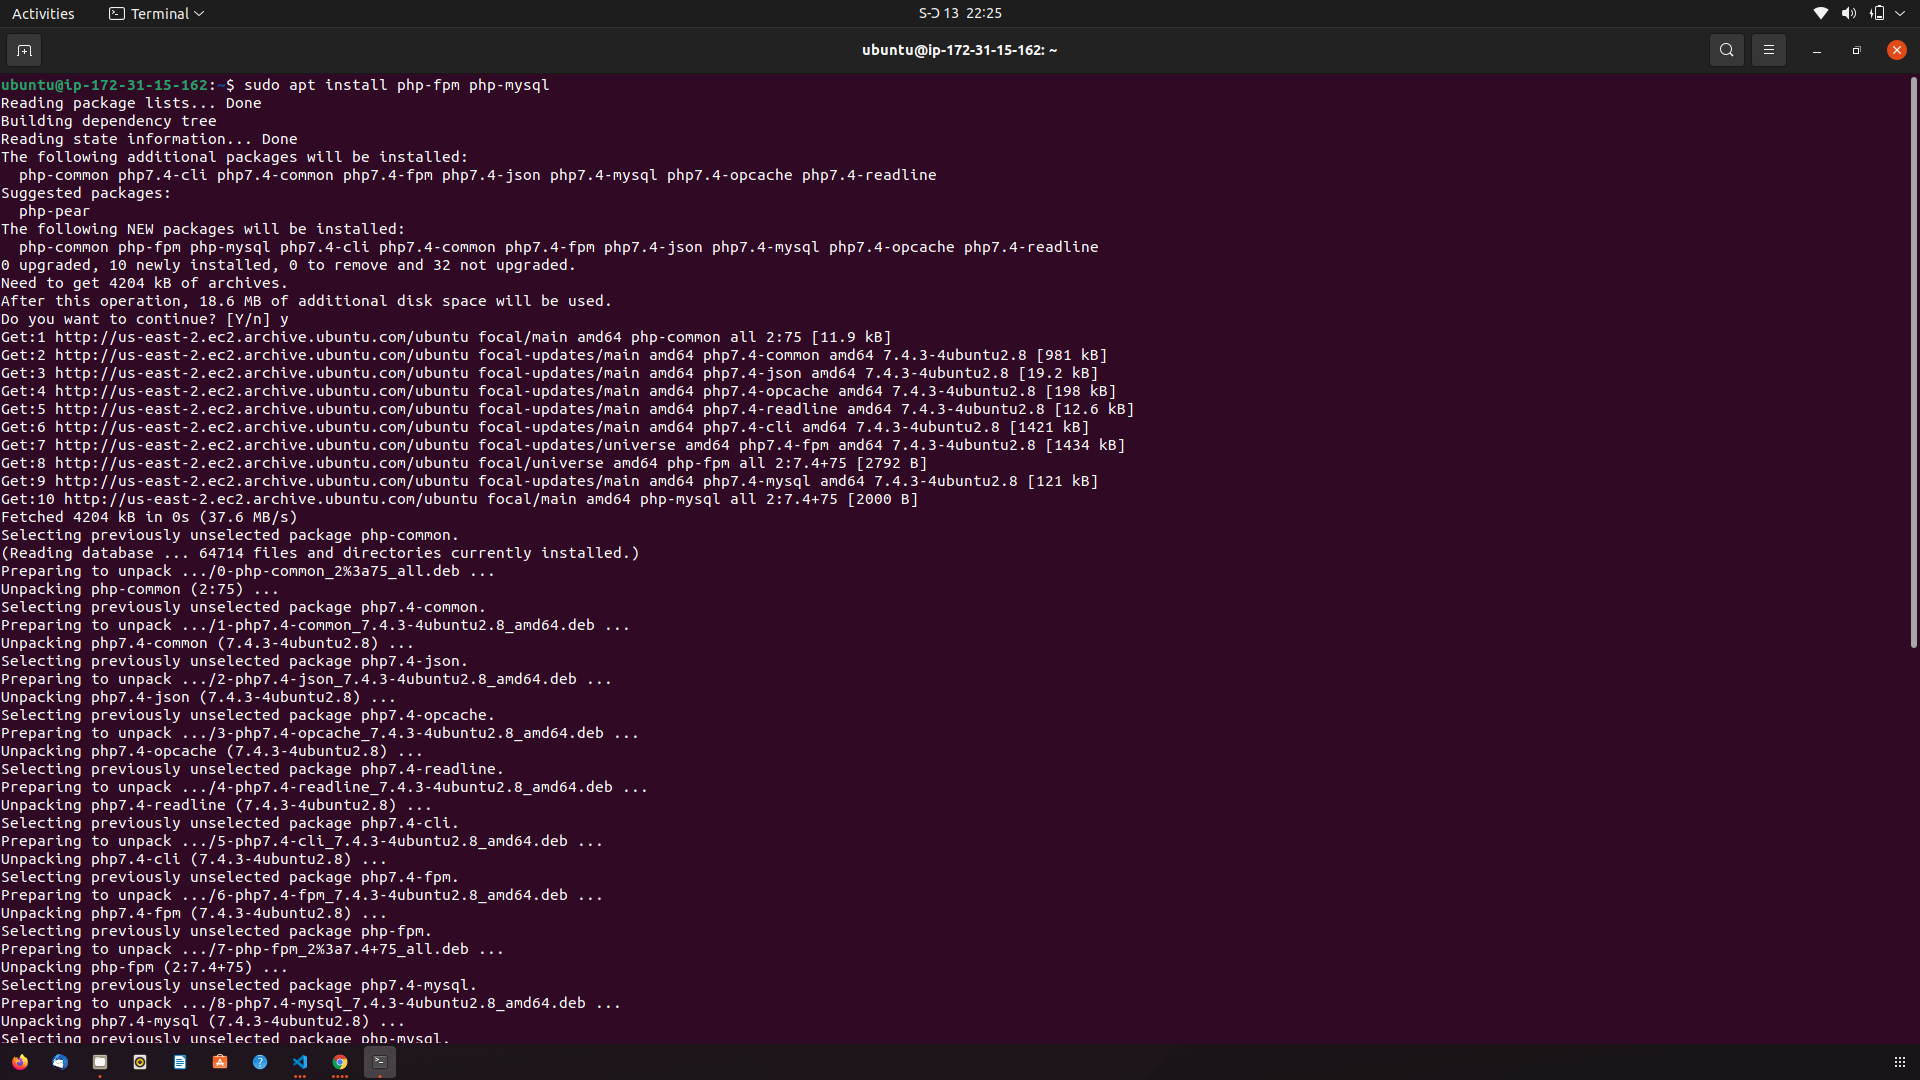 Activities
Terminal
S-Ɔ 13 22:25
ubuntu@ip-172-31-15-162: ~
ubuntu@ip-172-31-15-162:~$ sudo apt install php-fpm php-mysql
Reading package lists... Done
Building dependency tree
Reading state information... Done
The following additional packages will be installed:
  php-common php7.4-cli php7.4-common php7.4-fpm php7.4-json php7.4-mysql php7.4-opcache php7.4-readline
Suggested packages:
  php-pear
The following NEW packages will be installed:
  php-common php-fpm php-mysql php7.4-cli php7.4-common php7.4-fpm php7.4-json php7.4-mysql php7.4-opcache php7.4-readline
0 upgraded, 10 newly installed, 0 to remove and 32 not upgraded.
Need to get 4204 kB of archives.
After this operation, 18.6 MB of additional disk space will be used.
Do you want to continue? [Y/n] y
Get:1 http://us-east-2.ec2.archive.ubuntu.com/ubuntu focal/main amd64 php-common all 2:75 [11.9 kB]
Get:2 http://us-east-2.ec2.archive.ubuntu.com/ubuntu focal-updates/main amd64 php7.4-common amd64 7.4.3-4ubuntu2.8 [981 kB]
Get:3 http://us-east-2.ec2.archive.ubuntu.com/ubuntu focal-updates/main amd64 php7.4-json amd64 7.4.3-4ubuntu2.8 [19.2 kB]
Get:4 http://us-east-2.ec2.archive.ubuntu.com/ubuntu focal-updates/main amd64 php7.4-opcache amd64 7.4.3-4ubuntu2.8 [198 kB]
Get:5 http://us-east-2.ec2.archive.ubuntu.com/ubuntu focal-updates/main amd64 php7.4-readline amd64 7.4.3-4ubuntu2.8 [12.6 kB]
Get:6 http://us-east-2.ec2.archive.ubuntu.com/ubuntu focal-updates/main amd64 php7.4-cli amd64 7.4.3-4ubuntu2.8 [1421 kB]
Get:7 http://us-east-2.ec2.archive.ubuntu.com/ubuntu focal-updates/universe amd64 php7.4-fpm amd64 7.4.3-4ubuntu2.8 [1434 kB]
Get:8 http://us-east-2.ec2.archive.ubuntu.com/ubuntu focal/universe amd64 php-fpm all 2:7.4+75 [2792 B]
Get:9 http://us-east-2.ec2.archive.ubuntu.com/ubuntu focal-updates/main amd64 php7.4-mysql amd64 7.4.3-4ubuntu2.8 [121 kB]
Get:10 http://us-east-2.ec2.archive.ubuntu.com/ubuntu focal/main amd64 php-mysql all 2:7.4+75 [2000 B]
Fetched 4204 kB in 0s (37.6 MB/s)
Selecting previously unselected package php-common.
(Reading database ... 64714 files and directories currently installed.)
Preparing to unpack .../0-php-common_2%3a75_all.deb ...
Unpacking php-common (2:75) ...
Selecting previously unselected package php7.4-common.
Preparing to unpack .../1-php7.4-common_7.4.3-4ubuntu2.8_amd64.deb ...
Unpacking php7.4-common (7.4.3-4ubuntu2.8) ...
Selecting previously unselected package php7.4-json.
Preparing to unpack .../2-php7.4-json_7.4.3-4ubuntu2.8_amd64.deb ...
Unpacking php7.4-json (7.4.3-4ubuntu2.8) ...
Selecting previously unselected package php7.4-opcache.
Preparing to unpack .../3-php7.4-opcache_7.4.3-4ubuntu2.8_amd64.deb ...
Unpacking php7.4-opcache (7.4.3-4ubuntu2.8) ...
Selecting previously unselected package php7.4-readline.
Preparing to unpack .../4-php7.4-readline_7.4.3-4ubuntu2.8_amd64.deb ...
Unpacking php7.4-readline (7.4.3-4ubuntu2.8) ...
Selecting previously unselected package php7.4-cli.
Preparing to unpack .../5-php7.4-cli_7.4.3-4ubuntu2.8_amd64.deb ...
Unpacking php7.4-cli (7.4.3-4ubuntu2.8) ...
Selecting previously unselected package php7.4-fpm.
Preparing to unpack .../6-php7.4-fpm_7.4.3-4ubuntu2.8_amd64.deb ...
Unpacking php7.4-fpm (7.4.3-4ubuntu2.8) ...
Selecting previously unselected package php-fpm.
Preparing to unpack .../7-php-fpm_2%3a7.4+75_all.deb ...
Unpacking php-fpm (2:7.4+75) ...
Selecting previously unselected package php7.4-mysql.
Preparing to unpack .../8-php7.4-mysql_7.4.3-4ubuntu2.8_amd64.deb ...
Unpacking php7.4-mysql (7.4.3-4ubuntu2.8) ...
Selecting previously unselected package php-mysql.